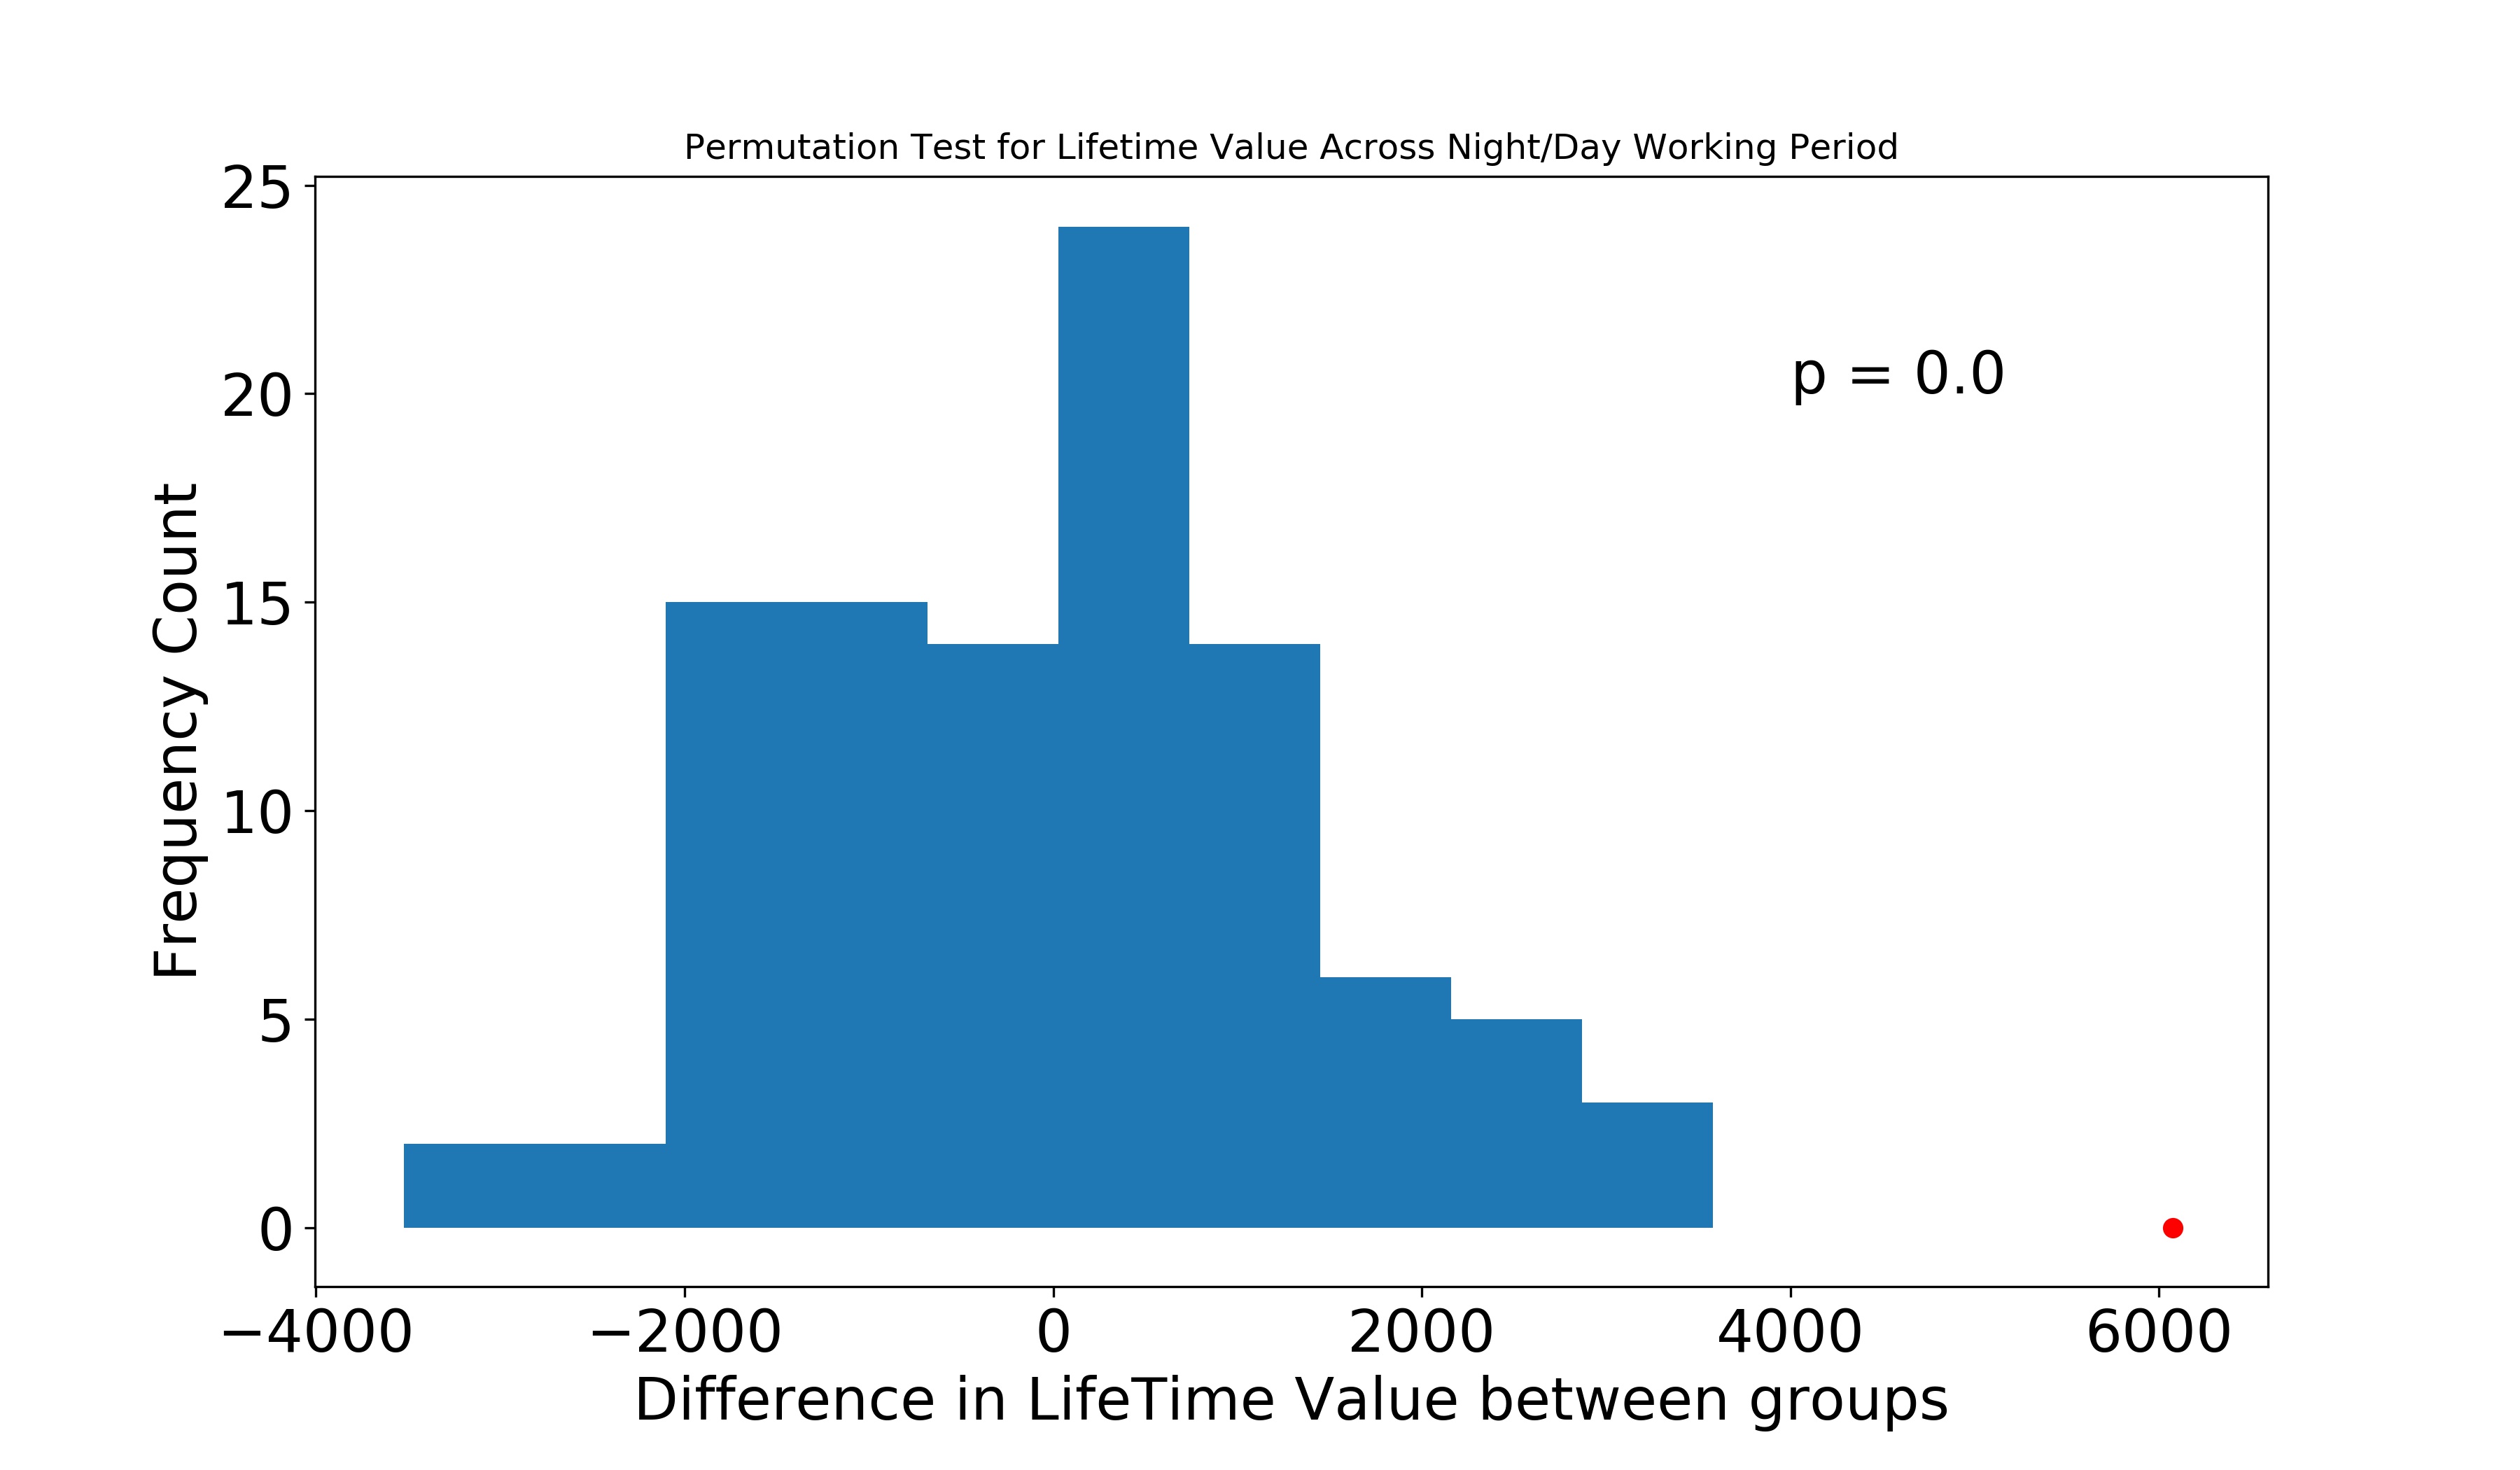 Permutation Test for Lifetime Value Across Night/Day Working Period
25
20
15
10
5
0
Frequency Count
p = 0.0
−4000 −2000 0 2000 4000 6000
Difference in LifeTime Value between groups